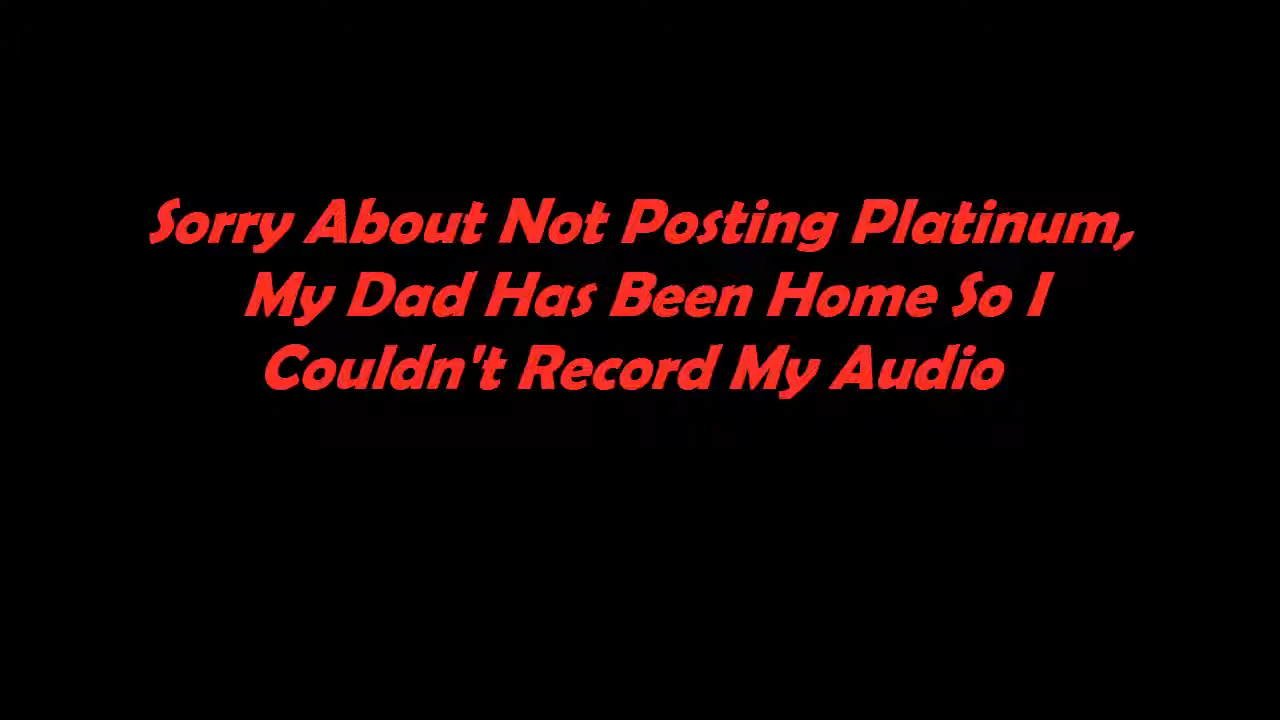 Sorry About Not Posting Platinum,
My Dad Has Been Home So I
Couldn't Record My Audio